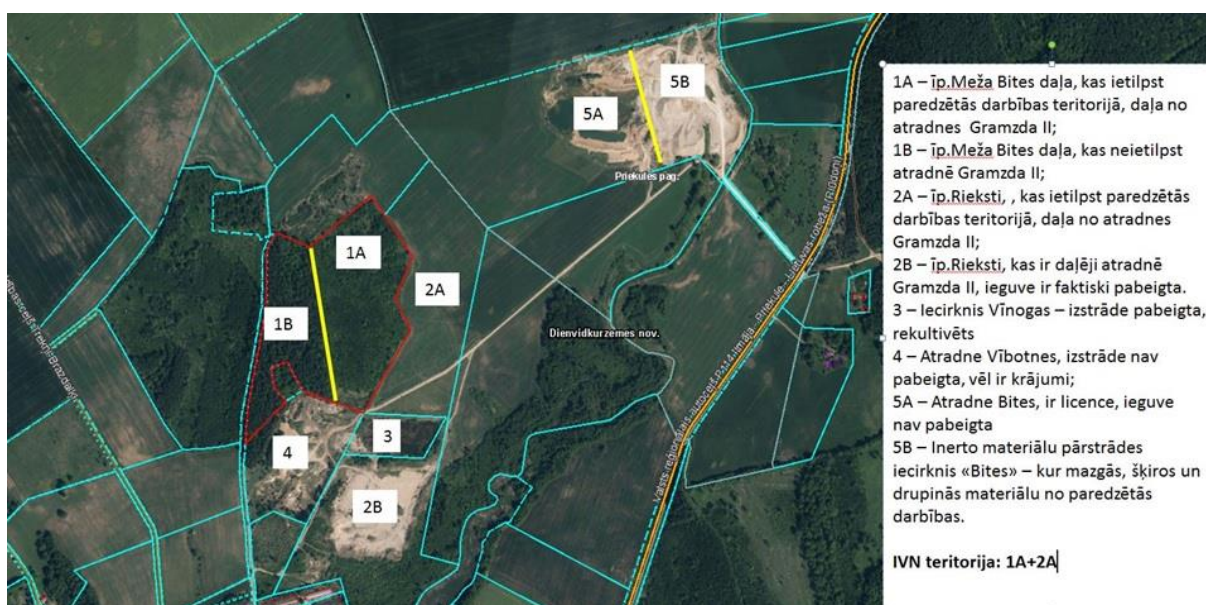 5B
5A
Priekules pag.
1A
2A
1B
Dienvidkurzemes nov.
4
3
2B
1A – īp.Meža Bites daļa, kas ietilpst
paredzētās darbības teritorijā, daļa no
atradnes Gramzda II;
1B – īp.Meža Bites daļa, kas neietilpst
atradnē Gramzda II;
2A – īp.Rieksti, , kas ietilpst paredzētās
darbības teritorijā, daļa no atradnes
Gramzda II;
2B – īp.Rieksti, kas ir daļēji atradnē
Gramzda II, ieguve ir faktiski pabeigta.
3 – Iecirknis Vīnogas – izstrāde pabeigta,
rekultivēts
4 – Atradne Vībotnes, izstrāde nav
pabeigta, vēl ir krājumi;
5A – Atradne Bites, ir licence, ieguve
nav pabeigta
5B – Inerto materiālu pārstrādes
iecirknis «Bites» – kur mazgās, šķiros un
drupinās materiālu no paredzētās
darbības.
IVN teritorija: 1A+2A